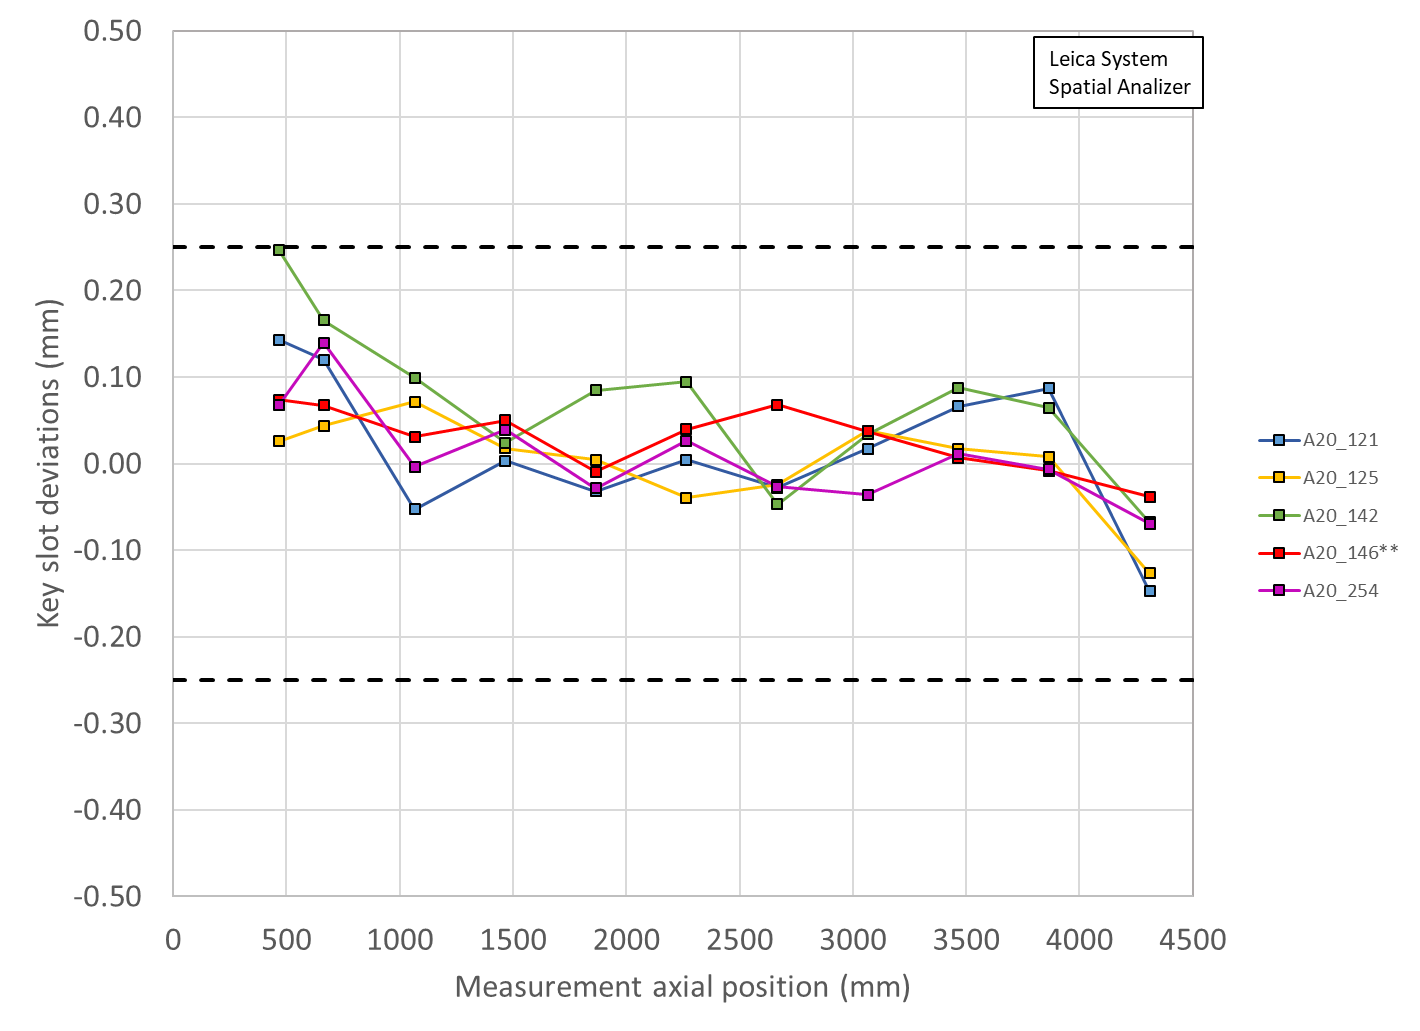 0.50
0.40
0.30
0.20
0.10
0.00
-0.10
-0.20
-0.30
-0.40
-0.50
Key slot deviations (mm)
Leica System
Spatial Analizer
A20_121
A20_125
A20_142
A20_146**
A20_254
0 500 1000 1500 2000 2500 3000 3500 4000 4500
Measurement axial position (mm)